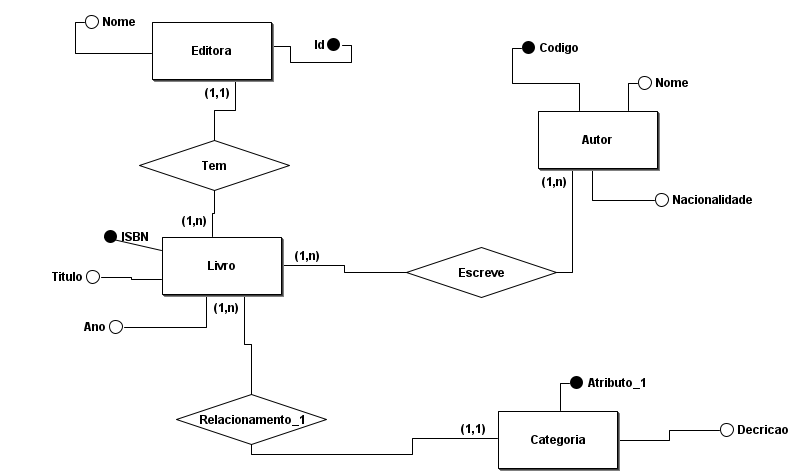 Nome
Editora
Id
Codigo
(1,1)
Nome
Autor
Tem
(1,n)
Nacionalidade
(1,n)
ISBN
Livro
(1,n)
Escreve
Titulo
(1,n)
Ano
Atributo_1
Relacionamento_1
(1,1)
Categoria
Decricao